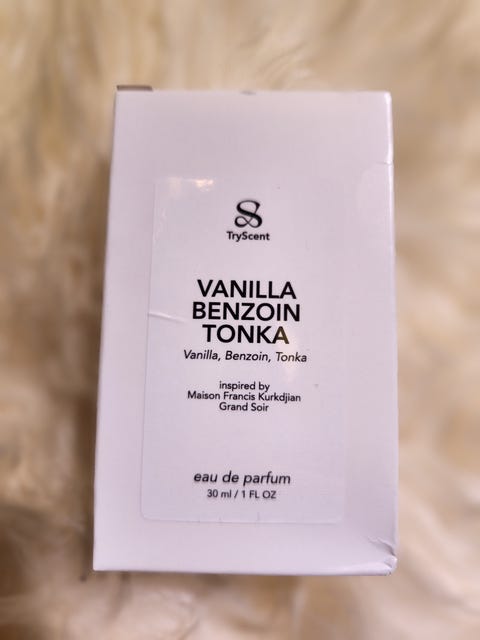 TryScent
VANILLA
BENZOIN
TONKA
Vanilla, Benzoin, Tonka
inspired by
Maison Francis Kurkdjian
Grand Soir
eau de parfum
30 ml / 1 FL OZ